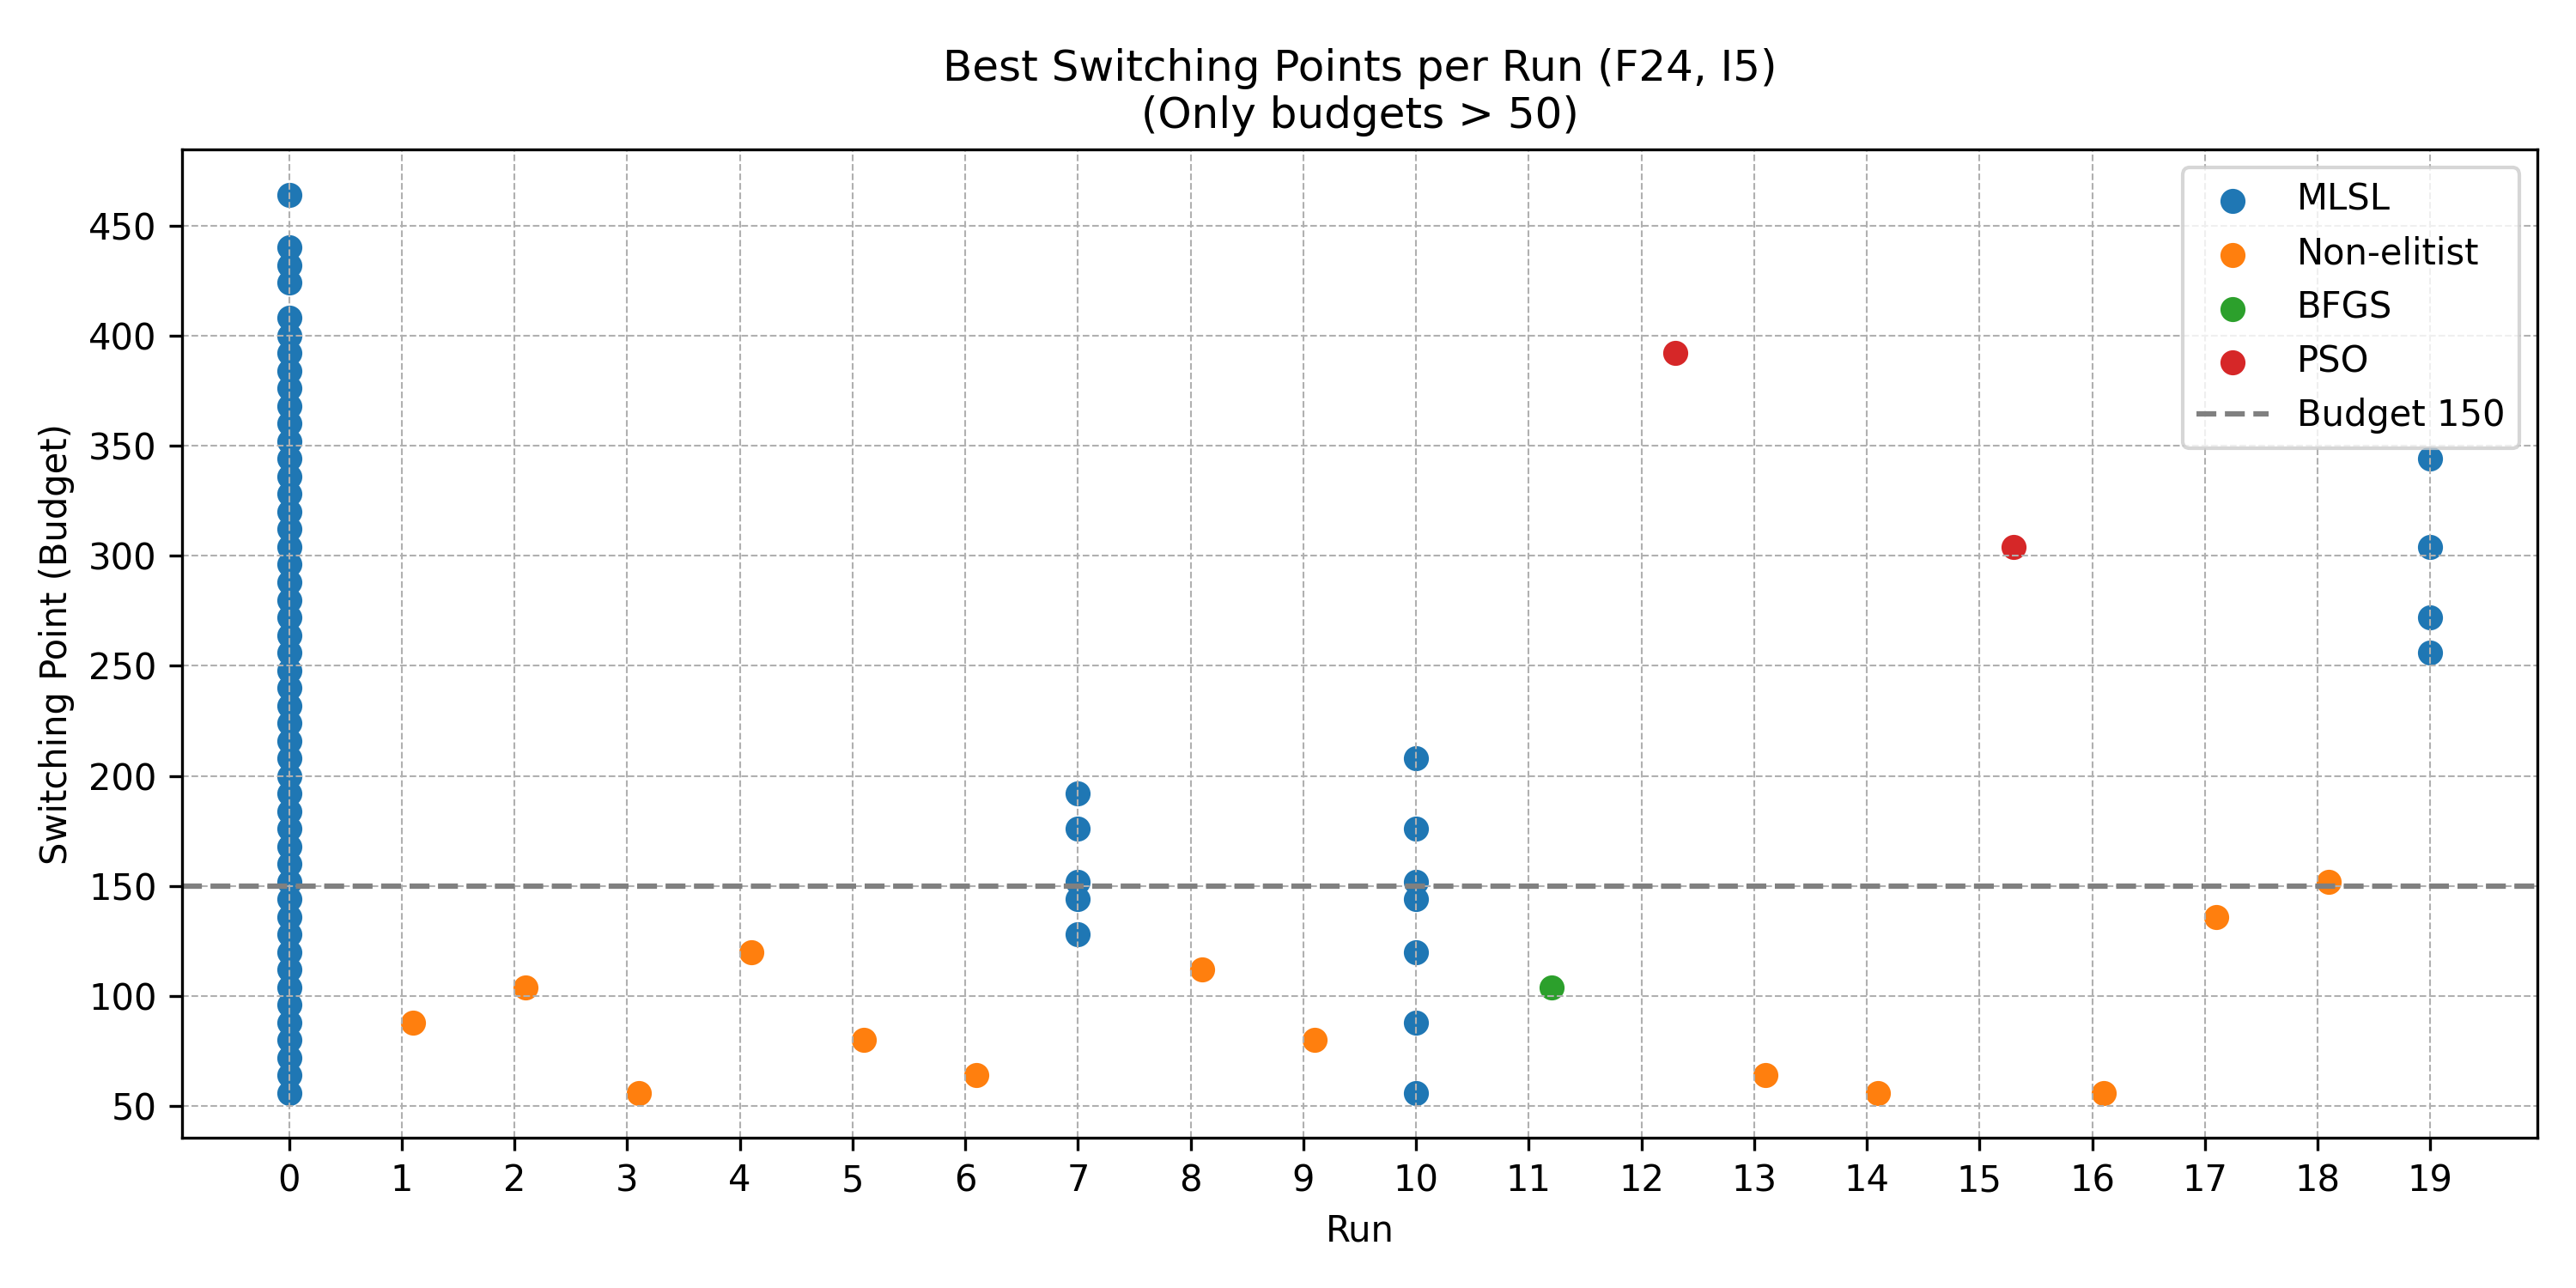 Best Switching Points per Run (F24, I5)
(Only budgets > 50)
Switching Point (Budget)
450
400
350
300
250
200
150
100
50
MLSL
Non-elitist
BFGS
PSO
Budget 150
0 1 2 3 4 5 6 7 8 9 10 11 12 13 14 15 16 17 18 19
Run